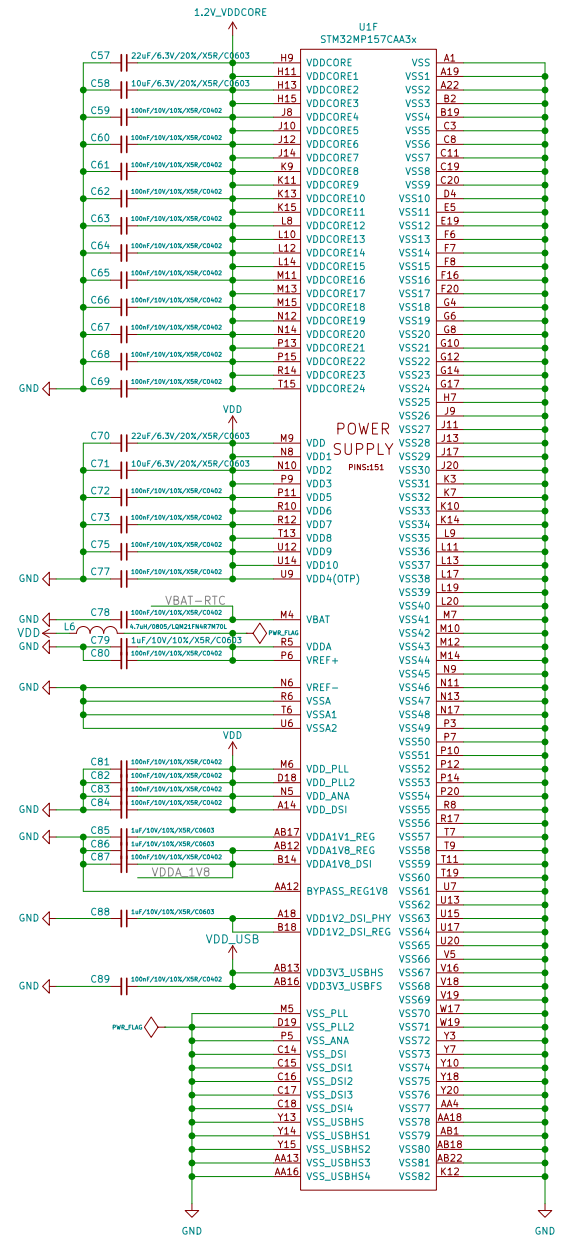 1.2V_VDDCORE
U1F
STM32MP157CAA3x
C57 22uF/6.3V/20%/X5R/C0603 H9 VDDCORE VSS A1
H11 VDDCORE1 VSS1 A19
C58 10uF/6.3V/20%/X5R/C0603 H13 VDDCORE2 VSS2 A22
H15 VDDCORE3 VSS3 B2
C59 100nF/10V/10%/X5R/C0402 J8 VDDCORE4 VSS4 B19
J10 VDDCORE5 VSS5 C3
C60 100nF/10V/10%/X5R/C0402 J12 VDDCORE6 VSS6 C8
J14 VDDCORE7 VSS7 C11
C61 100nF/10V/10%/X5R/C0402 K9 VDDCORE8 VSS8 C19
K11 VDDCORE9 VSS9 C20
C62 100nF/10V/10%/X5R/C0402 K13 VDDCORE10 VSS10 D4
K15 VDDCORE11 VSS11 E5
C63 100nF/10V/10%/X5R/C0402 L8 VDDCORE12 VSS12 E19
L10 VDDCORE13 VSS13 F6
C64 100nF/10V/10%/X5R/C0402 L12 VDDCORE14 VSS14 F7
L14 VDDCORE15 VSS15 F8
C65 100nF/10V/10%/X5R/C0402 M11 VDDCORE16 VSS16 F16
M13 VDDCORE17 VSS17 F20
C66 100nF/10V/10%/X5R/C0402 M15 VDDCORE18 VSS18 G4
N12 VDDCORE19 VSS19 G6
C67 100nF/10V/10%/X5R/C0402 N14 VDDCORE20 VSS20 G8
P13 VDDCORE21 VSS21 G10
C68 100nF/10V/10%/X5R/C0402 P15 VDDCORE22 VSS22 G12
R14 VDDCORE23 VSS23 G14
GND C69 100nF/10V/10%/X5R/C0402 T15 VDDCORE24 VSS24 G17
VSS25 H7
VDD VSS26 J9
POWER VSS27 J11
C70 22uF/6.3V/20%/X5R/C0603 M9 VDD VSS28 J13
SUPPLY
N8 VDD1 VSS29 J17
C71 10uF/6.3V/20%/X5R/C0603 N10 VDD2 PINS:151 VSS30 J20
P9 VDD3 VSS31 K3
C72 100nF/10V/10%/X5R/C0402 P11 VDD5 VSS32 K7
R10 VDD6 VSS33 K10
C73 100nF/10V/10%/X5R/C0402 R12 VDD7 VSS34 K14
T13 VDD8 VSS35 L9
C75 100nF/10V/10%/X5R/C0402 U12 VDD9 VSS36 L11
U14 VDD10 VSS37 L13
GND C77 100nF/10V/10%/X5R/C0402 U9 VDD4(OTP) VSS38 L17
VSS39 L19
VBAT-RTC VSS40 L20
GND C78 100nF/10V/10%/X5R/C0402 M4 VBAT VSS41 M7
VDD L6 4.7uH/0805/LQM21FN4R7M70L PWR_FLAG VSS42 M10
GND C79 1uF/10V/10%/X5R/C0603 R5 VDDA VSS43 M12
C80 100nF/10V/10%/X5R/C0402 P6 VREF+ VSS44 M14
VSS45 N9
GND N6 VREF- VSS46 N11
R6 VSSA VSS47 N13
T6 VSSA1 VSS48 N17
U6 VSSA2 VSS49 P3
VDD VSS50 P7
VSS51 P10
C81 100nF/10V/10%/X5R/C0402 M6 VDD_PLL VSS52 P12
C82 100nF/10V/10%/X5R/C0402 D18 VDD_PLL2 VSS53 P14
C83 100nF/10V/10%/X5R/C0402 N5 VDD_ANA VSS54 P20
GND C84 100nF/10V/10%/X5R/C0402 A14 VDD_DSI VSS55 R8
VSS56 R17
GND C85 1uF/10V/10%/X5R/C0603 AB17 VDDA1V1_REG VSS57 T7
C86 1uF/10V/10%/X5R/C0603 AB12 VDDA1V8_REG VSS58 T9
C87 100nF/10V/10%/X5R/C0402 B14 VDDA1V8_DSI VSS59 T11
VDDA_1V8 VSS60 T19
AA12 BYPASS_REG1V8 VSS61 U7
VSS62 U13
GND C88 1uF/10V/10%/X5R/C0603 A18 VDD1V2_DSI_PHY VSS63 U15
B18 VDD1V2_DSI_REG VSS64 U17
VDD_USB VSS65 U20
VSS66 V5
AB13 VDD3V3_USBHS VSS67 V16
GND C89 100nF/10V/10%/X5R/C0402 AB16 VDD3V3_USBFS VSS68 V18
VSS69 V19
M5 VSS_PLL VSS70 W17
PWR_FLAG D19 VSS_PLL2 VSS71 W19
P5 VSS_ANA VSS72 Y3
C14 VSS_DSI VSS73 Y7
C15 VSS_DSI1 VSS74 Y10
C16 VSS_DSI2 VSS75 Y18
C17 VSS_DSI3 VSS76 Y20
C18 VSS_DSI4 VSS77 AA4
Y13 VSS_USBHS VSS78 AA18
Y14 VSS_USBHS1 VSS79 AB1
Y15 VSS_USBHS2 VSS80 AB18
AA13 VSS_USBHS3 VSS81 AB22
AA16 VSS_USBHS4 VSS82 K12
GND GND